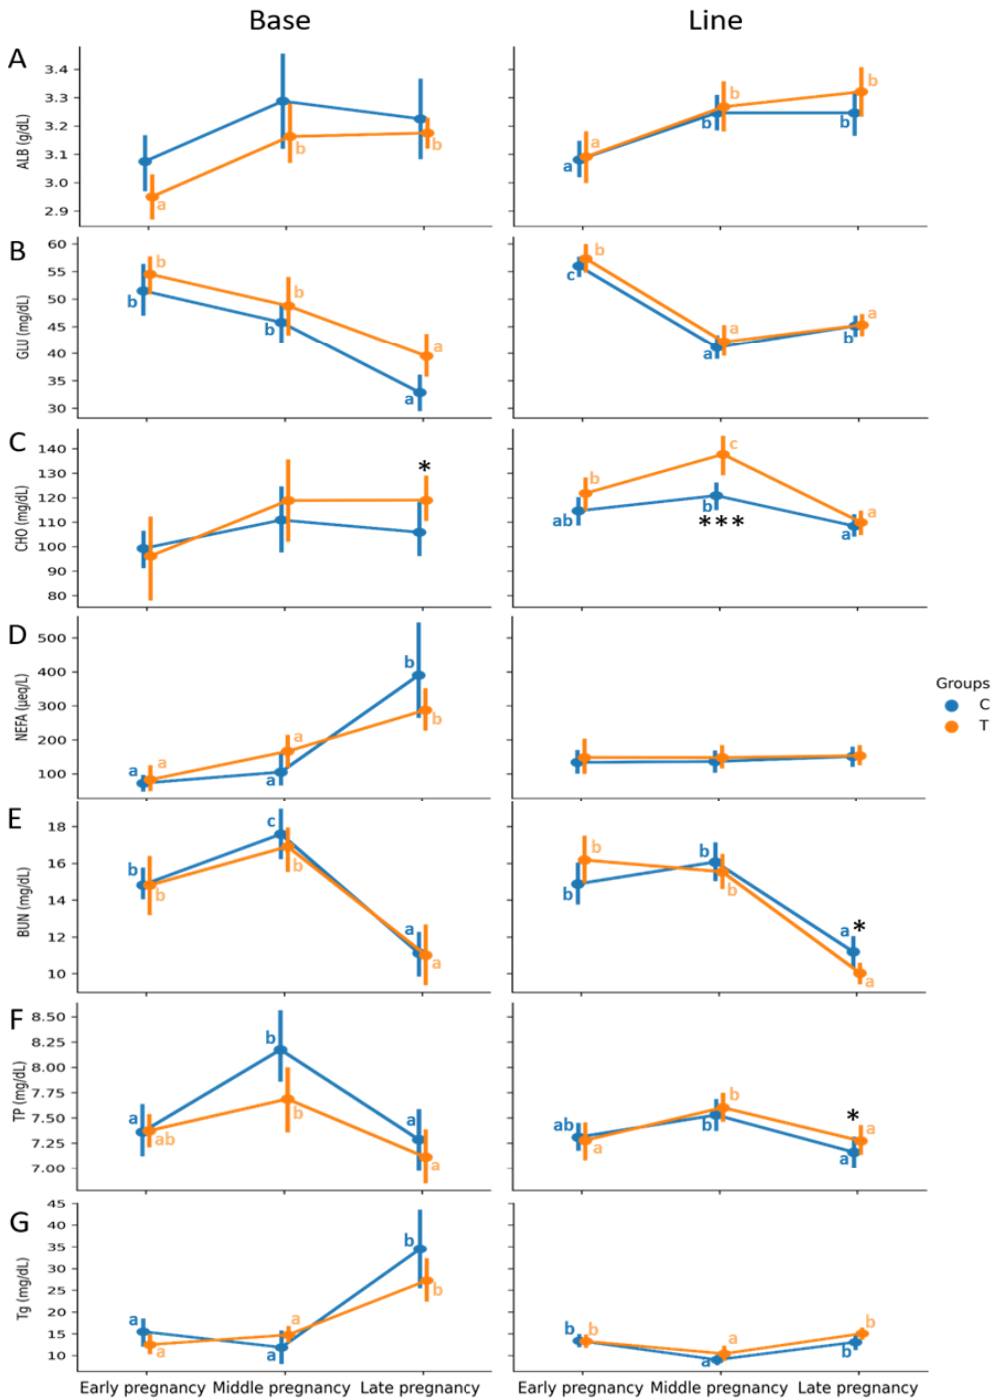 Base
Line
A
ALB (g/dL)
3.4
3.3
3.2
3.1
3.0
2.9
a
b
b
a
b
b
a
b
b
B
GLU (mg/dL)
60
55
50
45
40
35
30
b
b
b
b
a
a
b
c
a
a
a
b
C
CHO (mg/dL)
140
130
120
110
100
90
80
*
b
ab
c
b
***
a
a
D
NEFA (µeq/L)
500
400
300
200
100
a
a
a
a
b
b
Groups
C
T
E
BUN (mg/dL)
18
16
14
12
10
b
b
c
b
a
a
b
b
b
b
a
*
a
F
TP (mg/dL)
8.50
8.25
8.00
7.75
7.50
7.25
7.00
a
ab
b
b
a
a
ab
a
b
b
*
a
a
G
Tg (mg/dL)
45
40
35
30
25
20
15
10
a
a
a
a
b
b
b
b
a
a
b
b
Early pregnancy Middle pregnancy Late pregnancy
Early pregnancy Middle pregnancy Late pregnancy